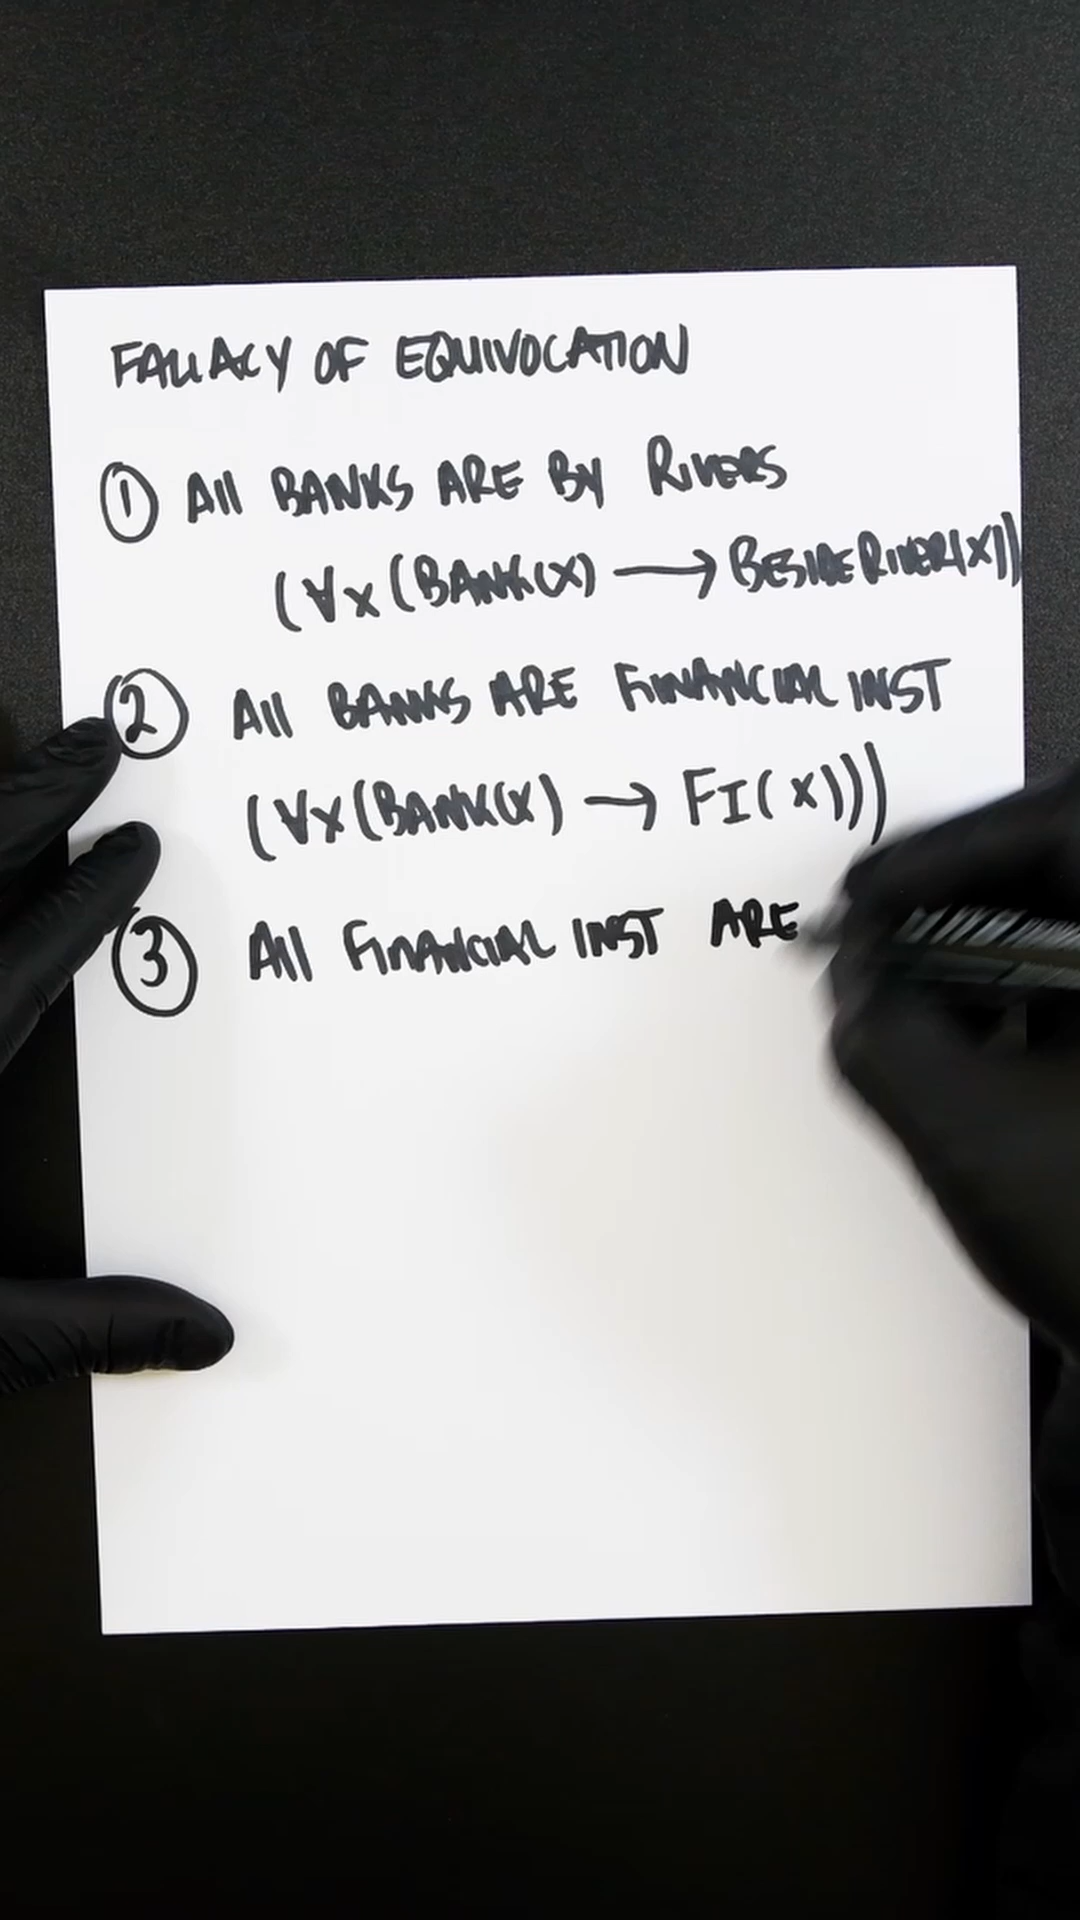 FALLACY OF EQUIVOCATION
① All BANKS ARE BY RIVERS
(∀x(BANK(x) ⟶ BESIDERIVER(x))
② All BANKS ARE FINANCIAL INST
(∀x(BANK(x) → FI(x)))
③ All FINANCIAL INST ARE